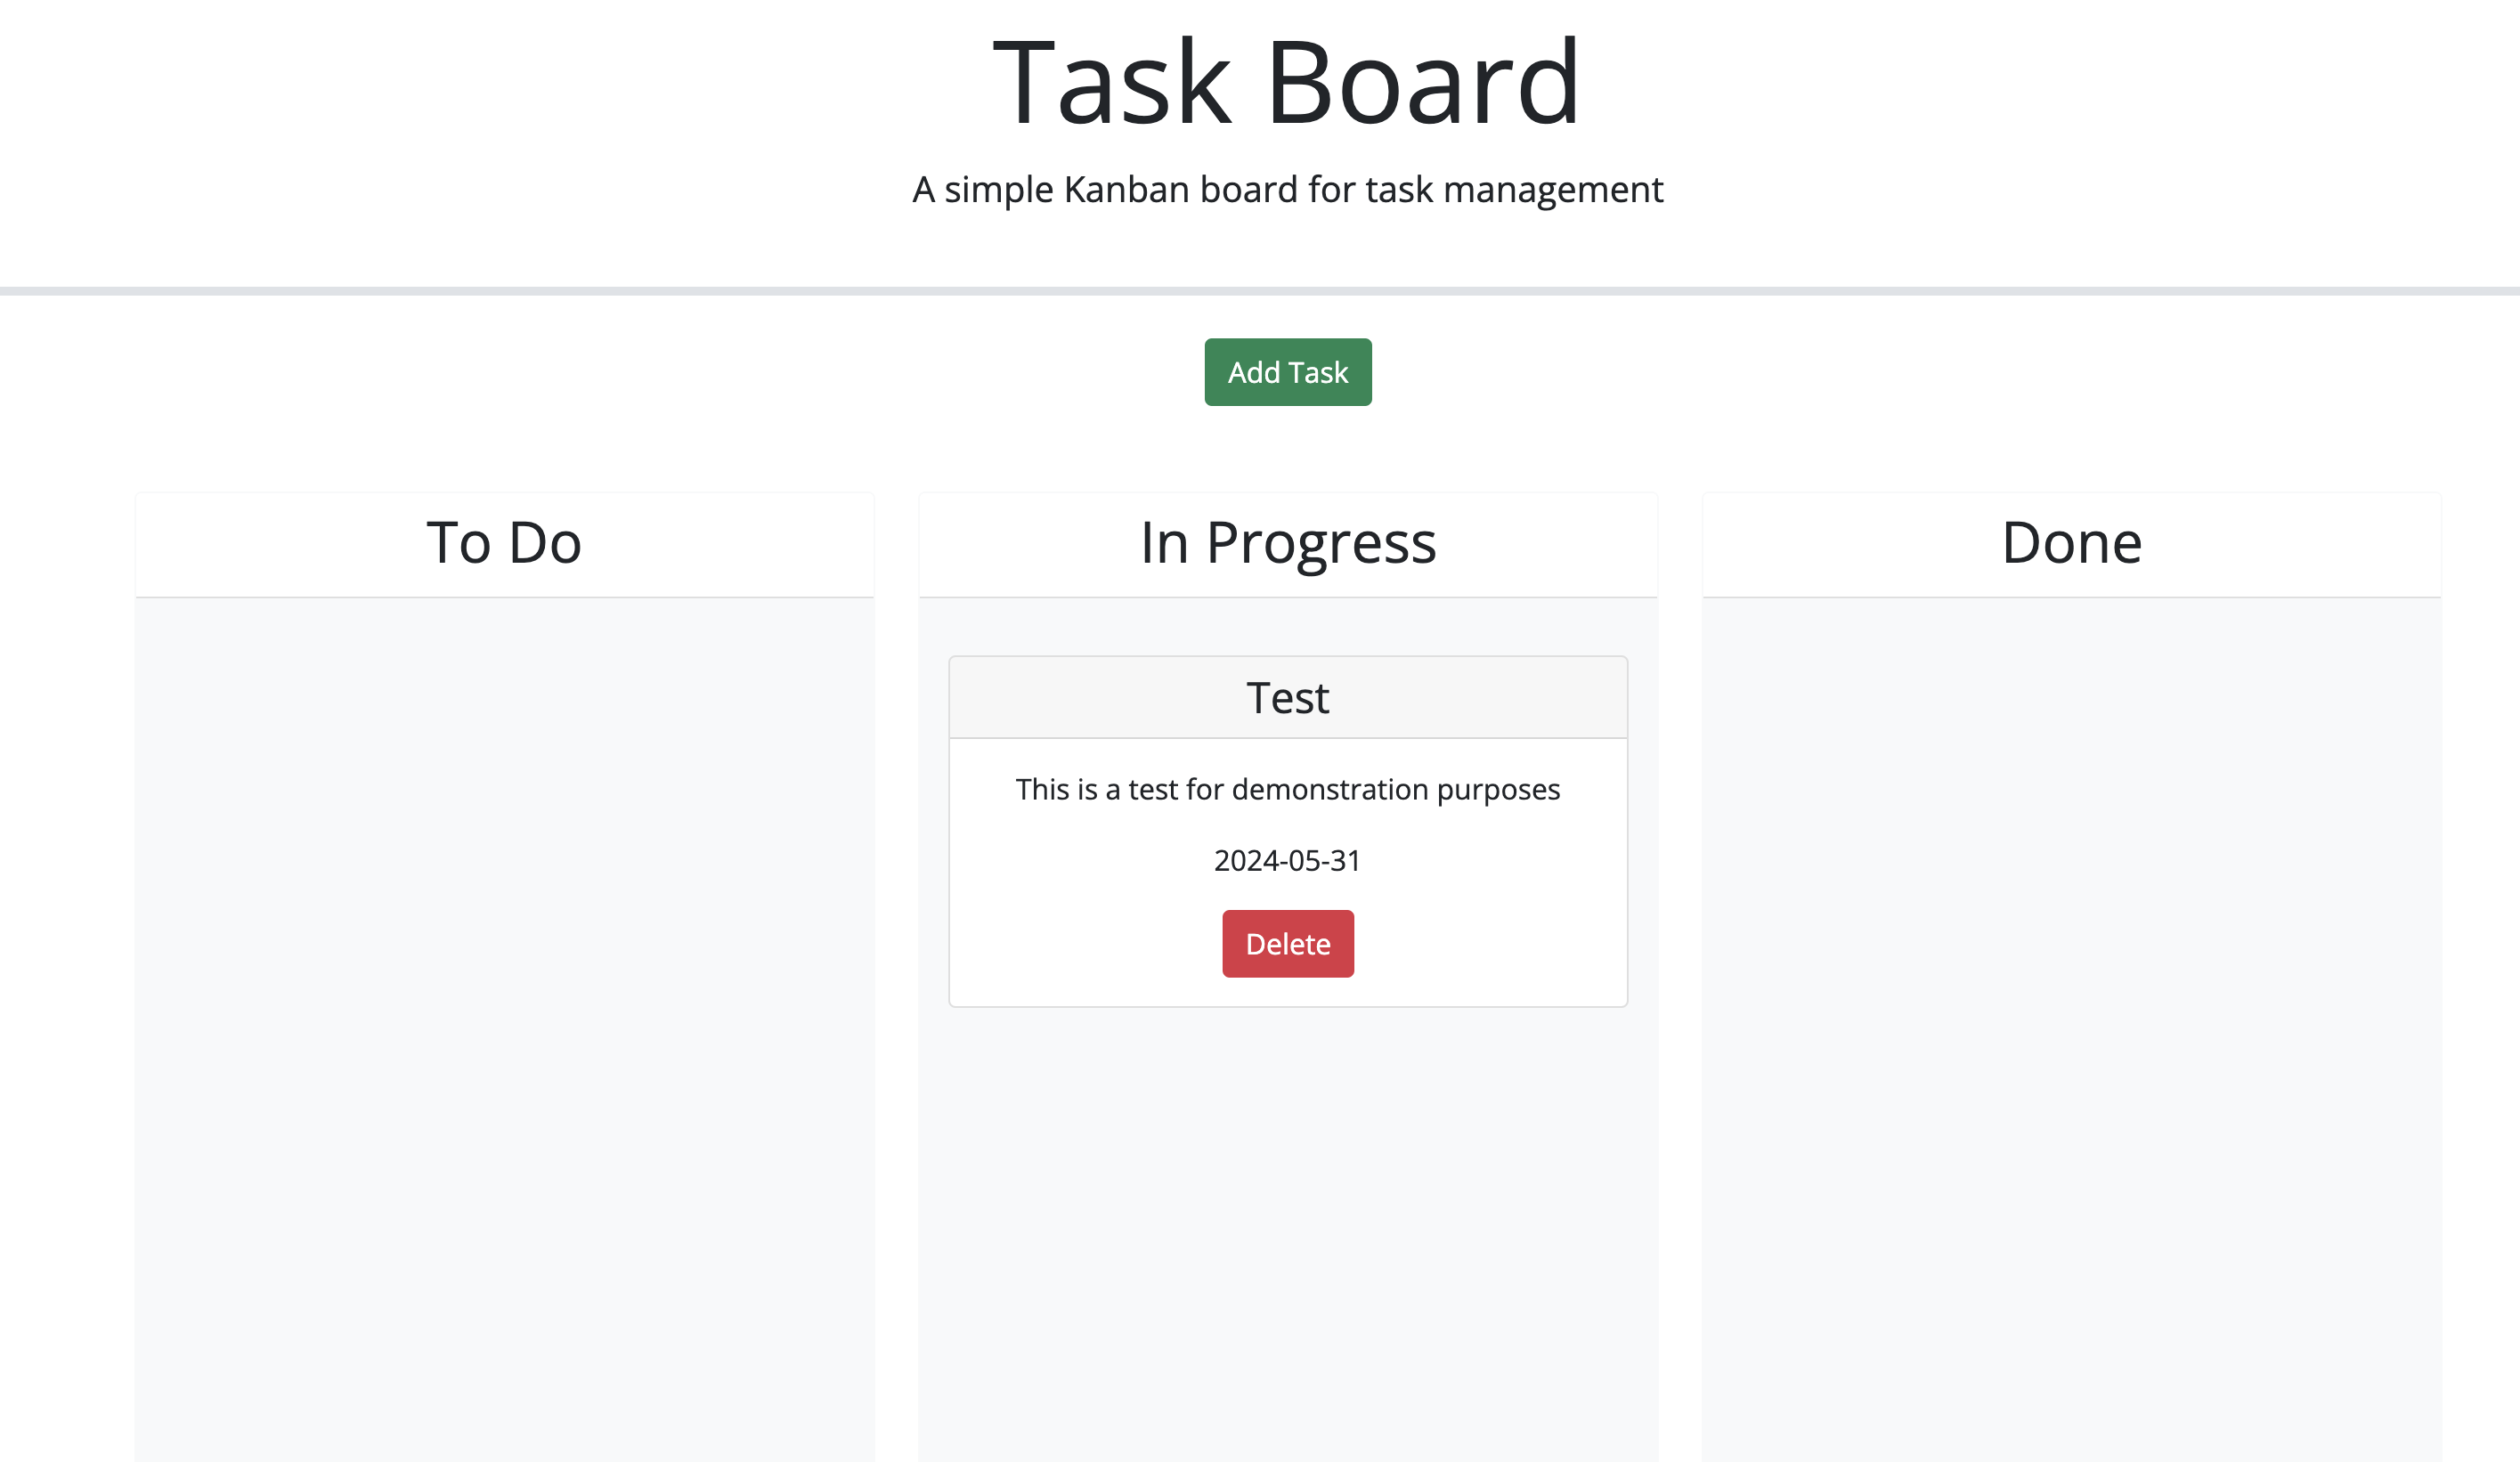 Task Board
A simple Kanban board for task management
Add Task
To Do
In Progress
Done
Test
This is a test for demonstration purposes
2024-05-31
Delete